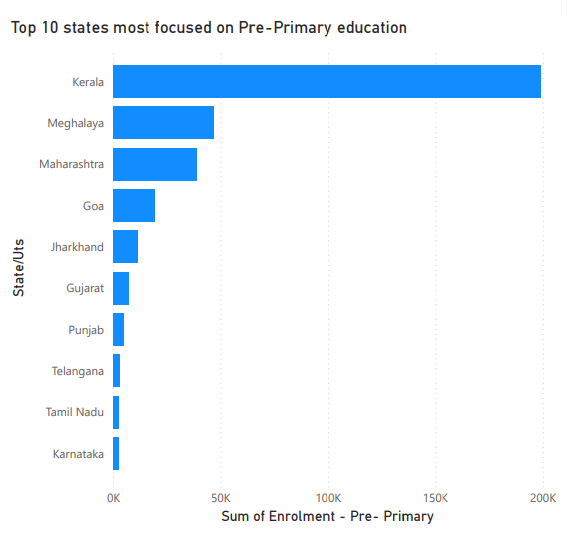 Top 10 states most focused on Pre-Primary education
Kerala
Meghalaya
Maharashtra
Goa
Jharkhand
Gujarat
Punjab
Telangana
Tamil Nadu
Karnataka
State/Uts
0K 50K 100K 150K 200K
Sum of Enrolment - Pre- Primary